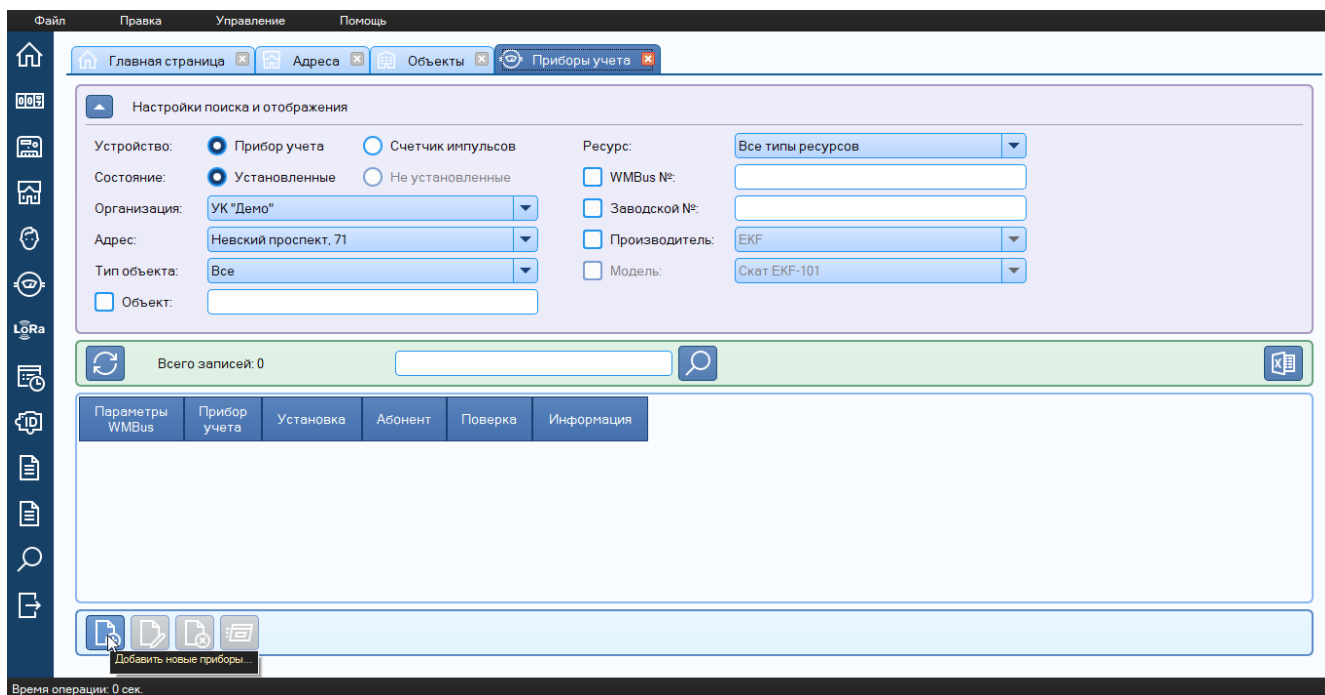 Файл Правка Управление Помощь
Главная страница Адреса Объекты Приборы учета
Настройки поиска и отображения
Устройство: Прибор учета Счетчик импульсов Ресурс: Все типы ресурсов
Состояние: Установленные Не установленные WMBus №:
Организация: УК "Демо" Заводской №:
Адрес: Невский проспект, 71 Производитель: EKF
Тип объекта: Все Модель: Скат EKF-101
Объект:
LoRa
Всего записей: 0
Параметры WMBus Прибор учета Установка Абонент Поверка Информация
ID
Добавить новые приборы...
Время операции: 0 сек.